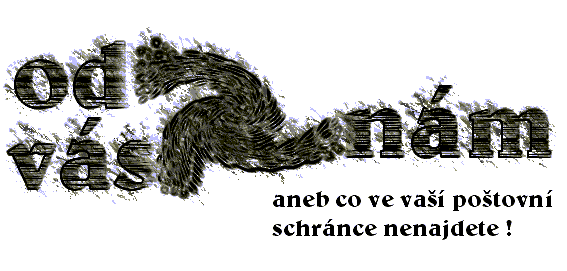 od
vás nám
aneb co ve vaší poštovní
schránce nenajdete !